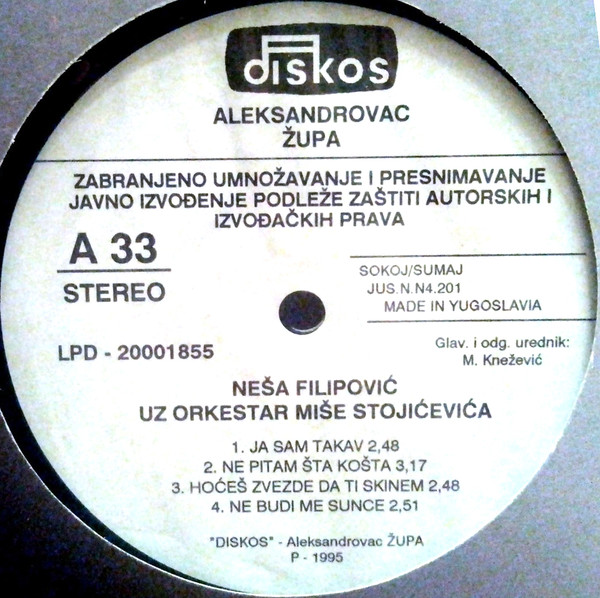 diskos
ALEKSANDROVAC
ŽUPA
ZABRANJENO UMNOŽAVANJE I PRESNIMAVANJE
JAVNO IZVOĐENJE PODLEŽE ZAŠTITI AUTORSKIH I
IZVOĐAČKIH PRAVA
A 33
STEREO
SOKOJ/SUMAJ
JUS.N.N4.201
MADE IN YUGOSLAVIA
LPD - 20001855
Glav. i odg. urednik:
M. Knežević
NEŠA FILIPOVIĆ
UZ ORKESTAR MIŠE STOJIĆEVIĆA
1. JA SAM TAKAV 2,48
2. NE PITAM ŠTA KOŠTA 3,17
3. HOĆEŠ ZVEZDE DA TI SKINEM 2,48
4. NE BUDI ME SUNCE 2,51
"DISKOS" - Aleksandrovac ŽUPA
P - 1995